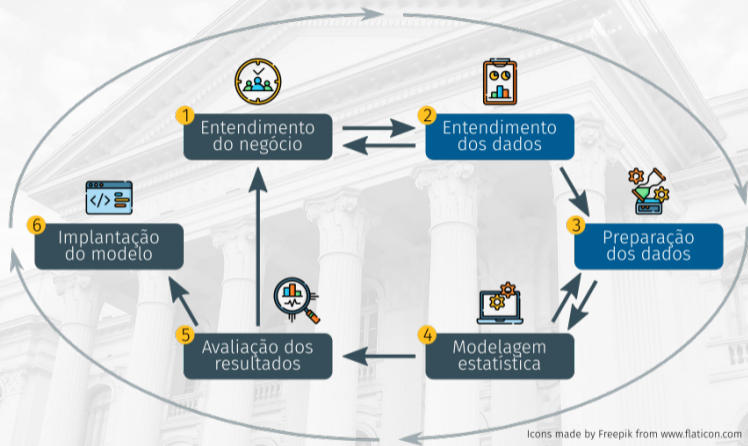 1
Entendimento
do negócio
2
Entendimento
dos dados
3
Preparação
dos dados
4
Modelagem
estatística
5
Avaliação dos
resultados
6
Implantação
do modelo
</>
Icons made by Freepik from www.flaticon.com